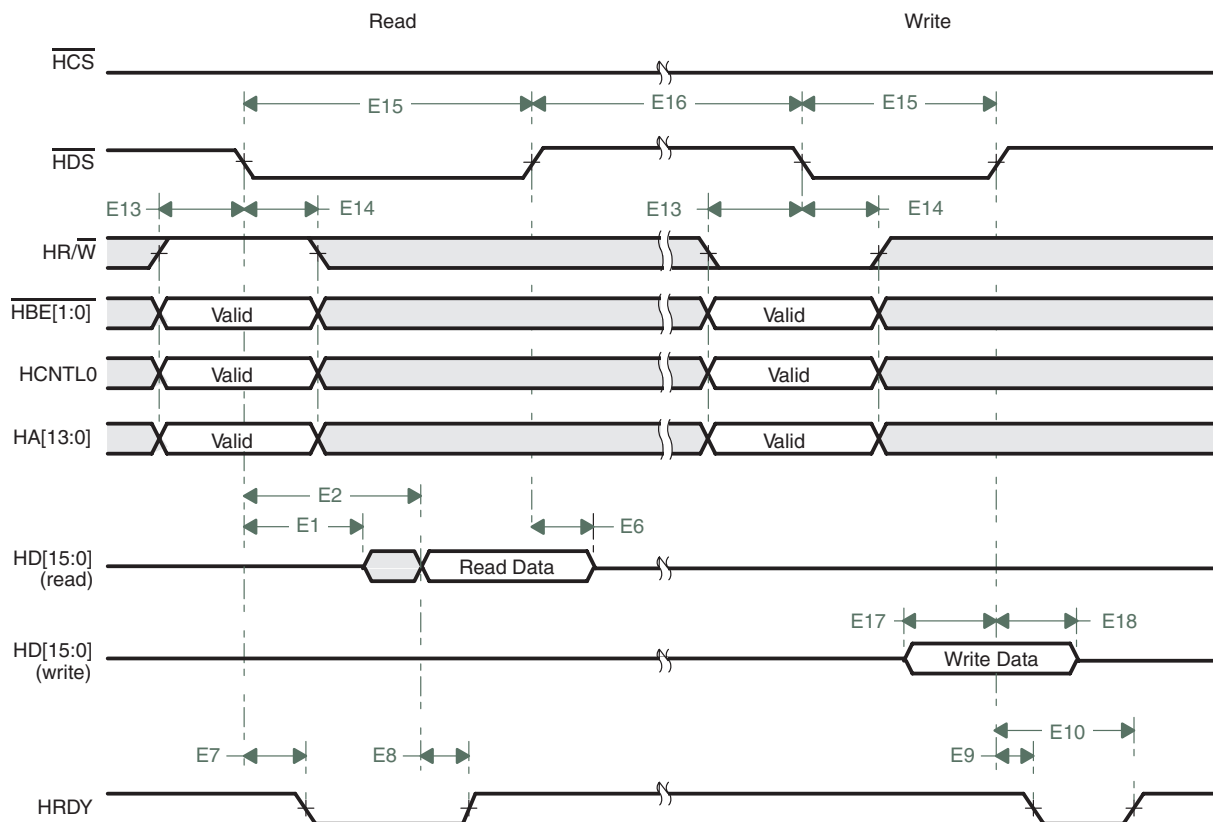 Read Write
HCS
E15 E16 E15
HDS
E13 E14 E13 E14
HR/W
HBE[1:0] Valid Valid
HCNTL0 Valid Valid
HA[13:0] Valid Valid
E2
E1 E6
HD[15:0]
(read)
Read Data
E17 E18
HD[15:0]
(write)
Write Data
E10
E7 E8 E9
HRDY